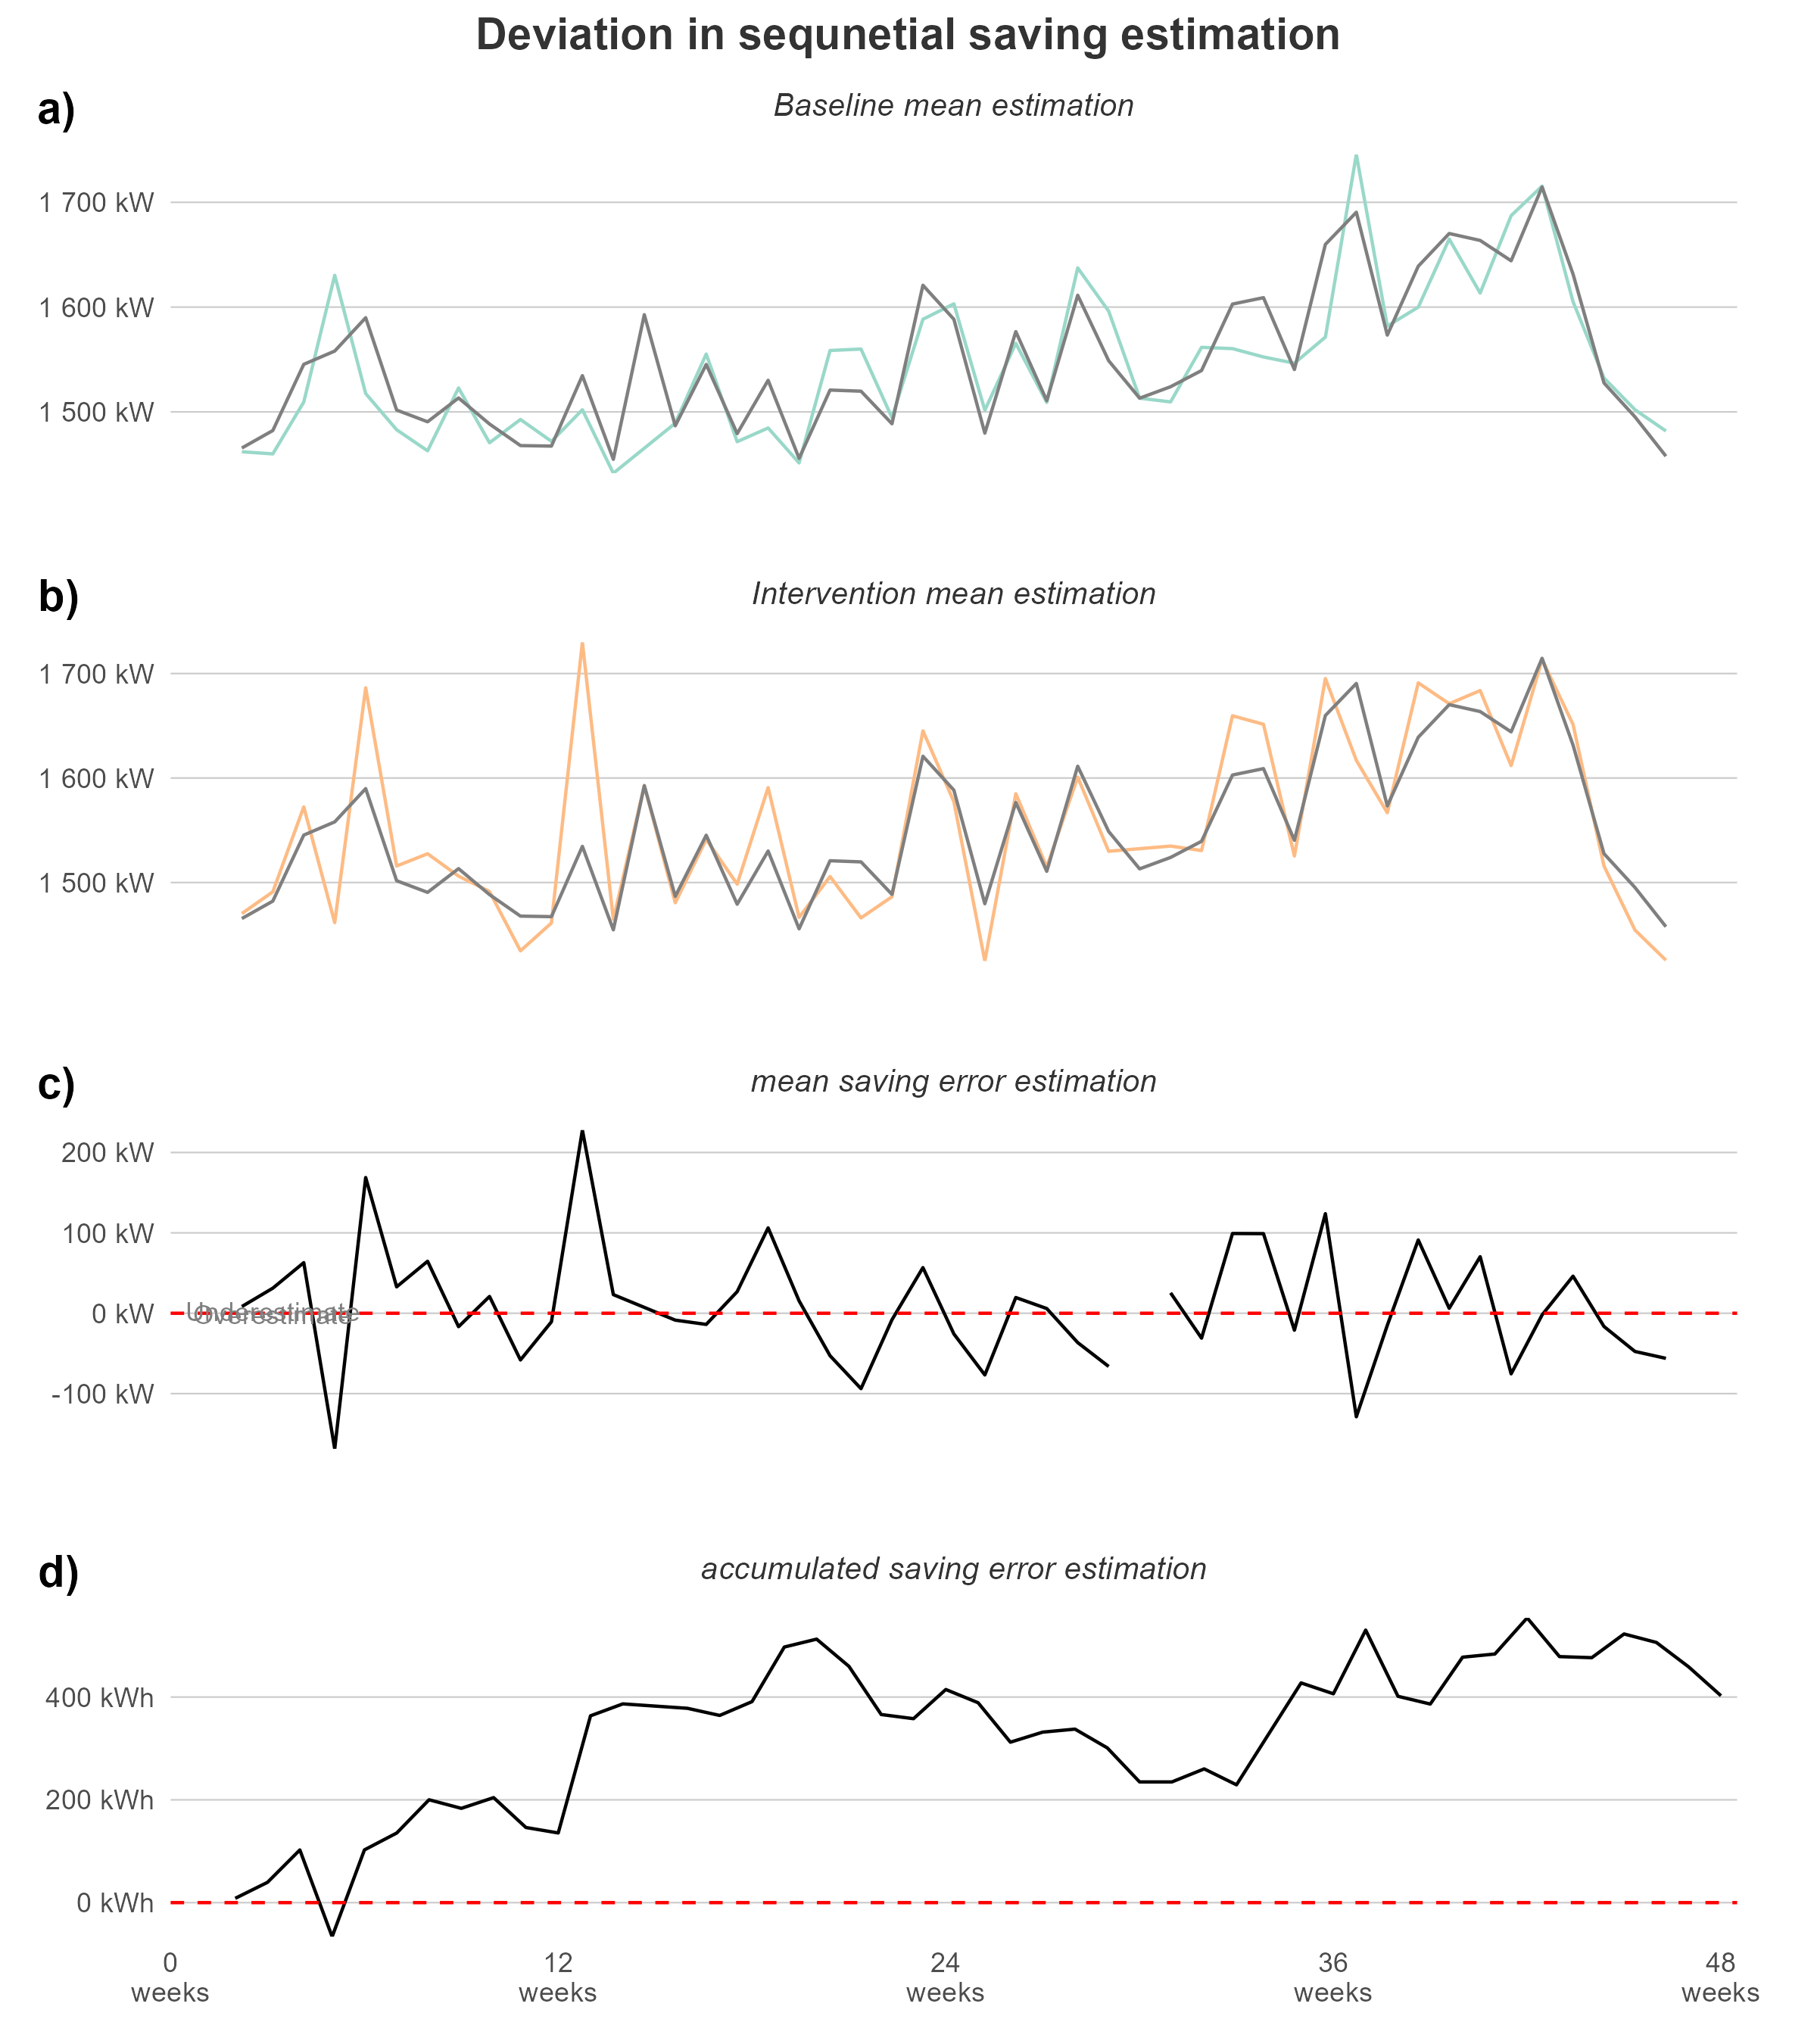 Deviation in sequnetial saving estimation
a)
Baseline mean estimation
1 700 kW
1 600 kW
1 500 kW
b)
Intervention mean estimation
1 700 kW
1 600 kW
1 500 kW
c)
mean saving error estimation
200 kW
100 kW
0 kW
Underestimate
Overestimate
-100 kW
d)
accumulated saving error estimation
400 kWh
200 kWh
0 kWh
0
weeks
12
weeks
24
weeks
36
weeks
48
weeks